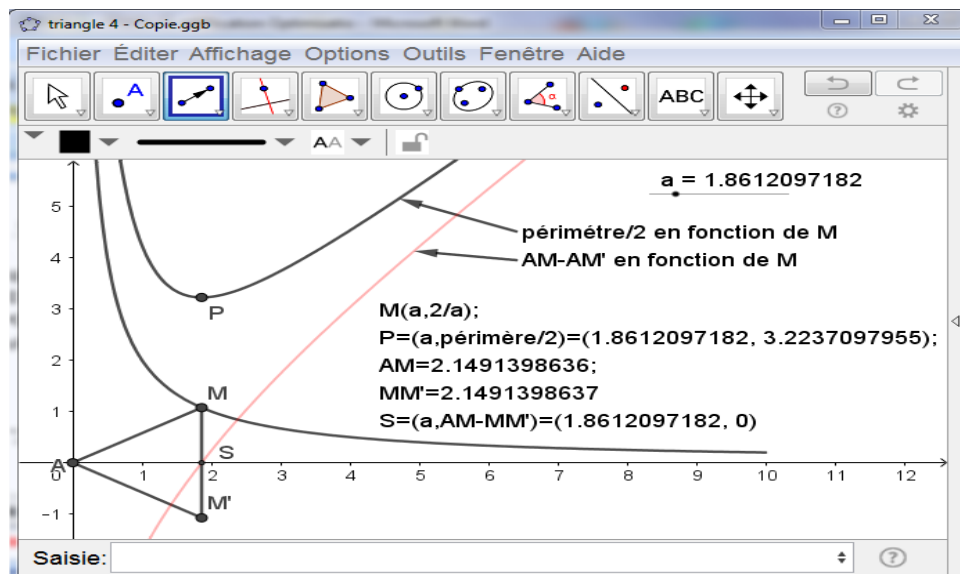 triangle 4 - Copie.ggb
Fichier Éditer Affichage Options Outils Fenêtre Aide
A
α
ABC
AA
a = 1.8612097182
périmétre/2 en fonction de M
AM-AM' en fonction de M
M(a,2/a);
P=(a,périmère/2)=(1.8612097182, 3.2237097955);
AM=2.1491398636;
MM'=2.1491398637
S=(a,AM-MM')=(1.8612097182, 0)
5
4
3
2
1
-1
P
M
S
A
M'
0 1 2 3 4 5 6 7 8 9 10 11 12
Saisie: